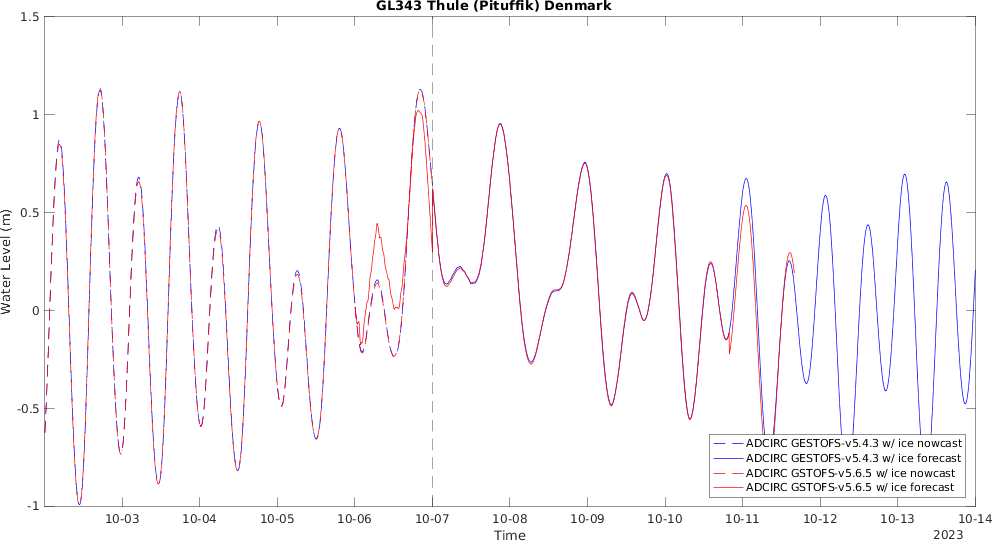 GL343 Thule (Pituffik) Denmark
1.5
1
0.5
0
-0.5
-1
Water Level (m)
10-03 10-04 10-05 10-06 10-07 10-08 10-09 10-10 10-11 10-12 10-13 10-14
Time
2023
ADCIRC GESTOFS-v5.4.3 w/ ice nowcast
ADCIRC GESTOFS-v5.4.3 w/ ice forecast
ADCIRC GSTOFS-v5.6.5 w/ ice nowcast
ADCIRC GSTOFS-v5.6.5 w/ ice forecast